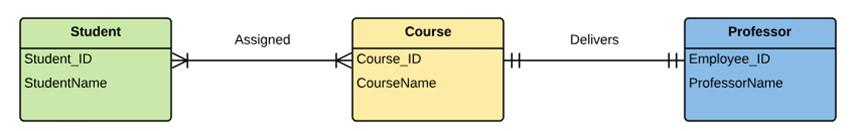 Student
Student_ID
StudentName
Assigned
Course
Course_ID
CourseName
Delivers
Professor
Employee_ID
ProfessorName